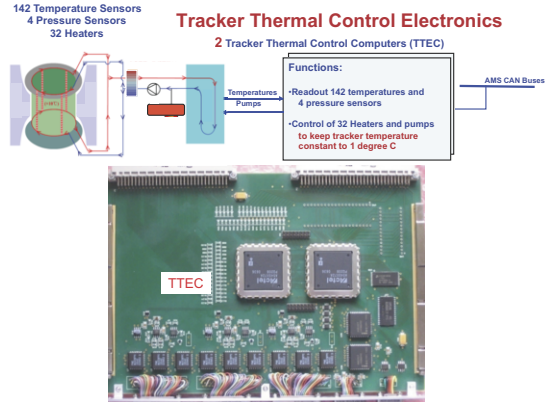 142 Temperature Sensors
4 Pressure Sensors
32 Heaters
Tracker Thermal Control Electronics
2 Tracker Thermal Control Computers (TTEC)
Functions:
•Readout 142 temperatures and
4 pressure sensors
•Control of 32 Heaters and pumps
to keep tracker temperature
constant to 1 degree C
Temperatures
Pumps
AMS CAN Buses
TTEC
Actel
Actel